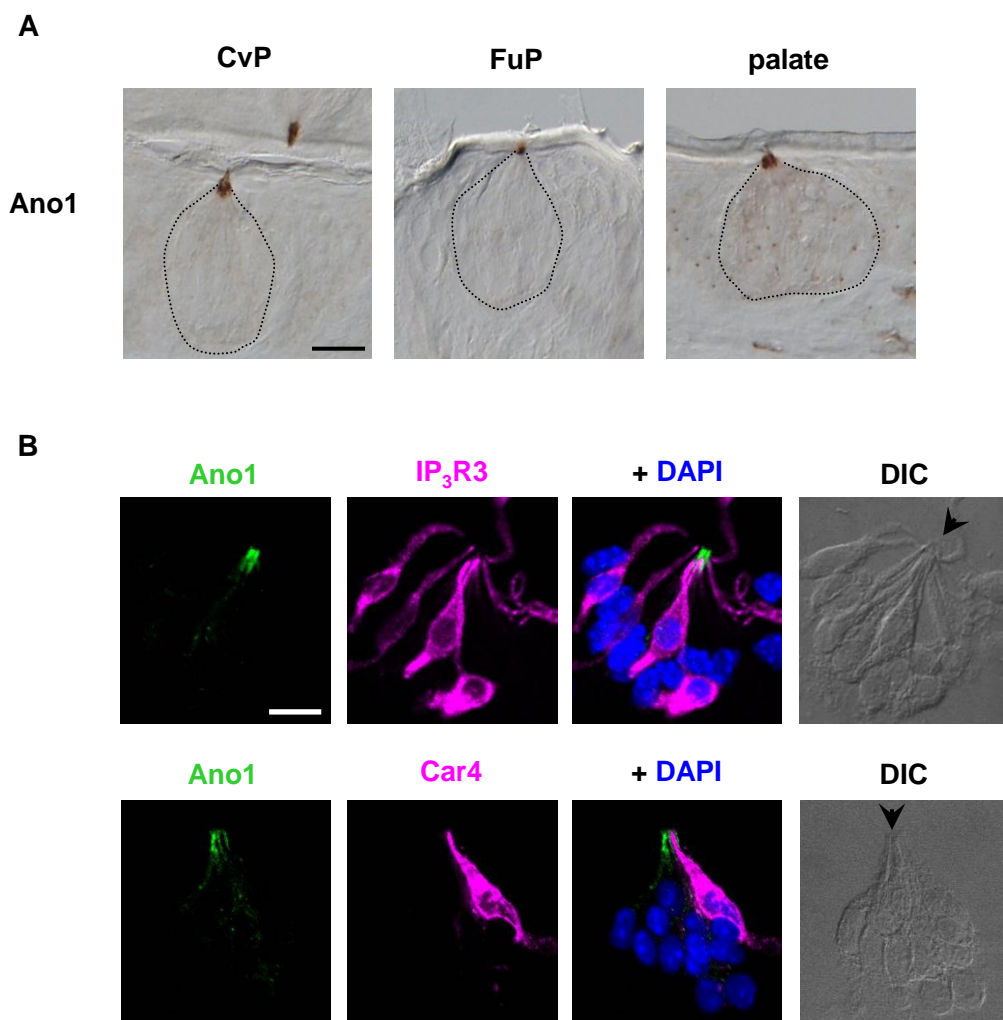 A
CvP FuP palate
Ano1
B
Ano1 IP₃R3 + DAPI DIC
Ano1 Car4 + DAPI DIC